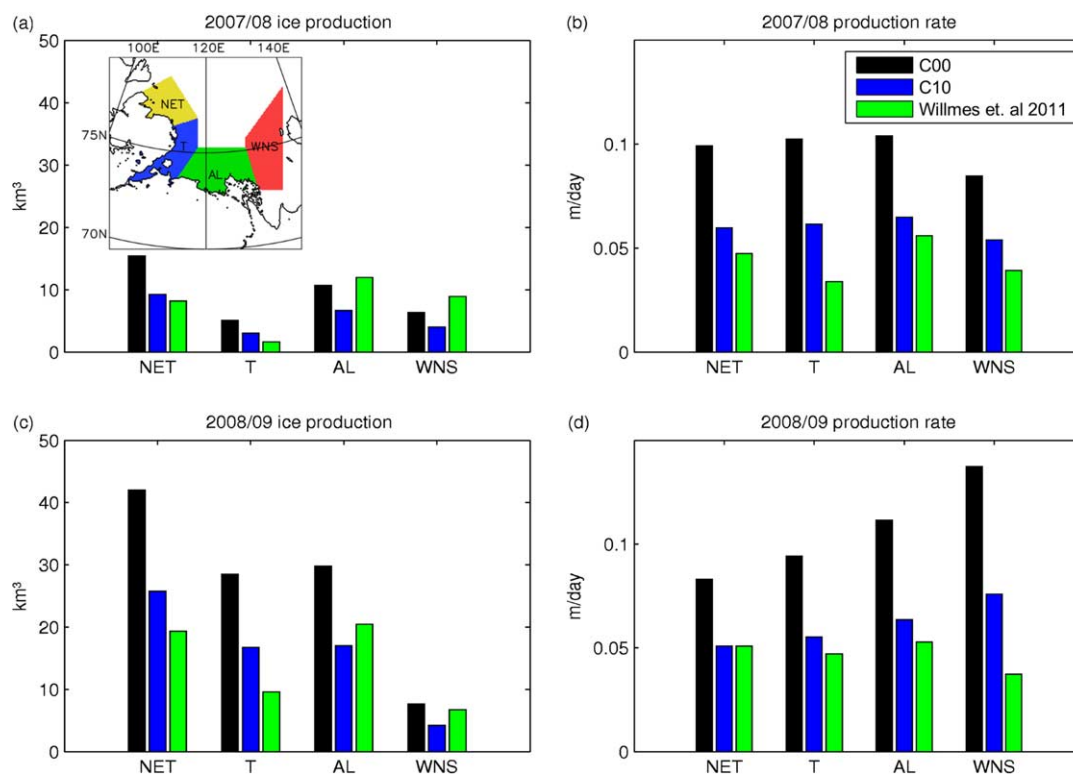 (a) 2007/08 ice production
50
40
30
20
10
0
km³
100E 120E 140E
75N
70N
NET
T
AL
WNS
NET T AL WNS
(b) 2007/08 production rate
C00
C10
Willmes et. al 2011
0.1
0.05
0
m/day
NET T AL WNS
(c) 2008/09 ice production
50
40
30
20
10
0
km³
NET T AL WNS
(d) 2008/09 production rate
0.1
0.05
0
m/day
NET T AL WNS